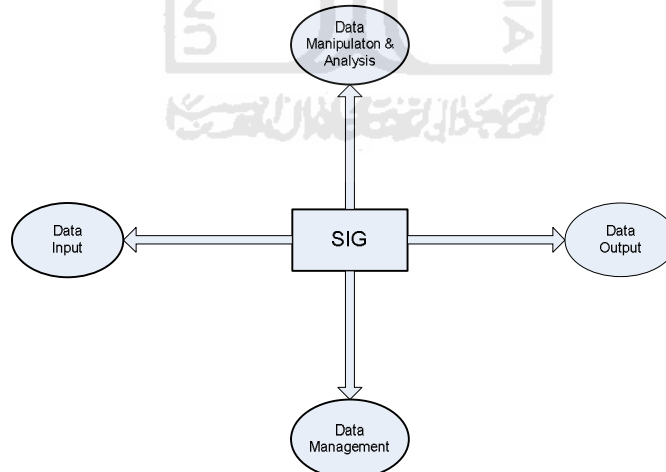 Data
Manipulaton &
Analysis
Data
Input
SIG
Data
Output
Data
Management